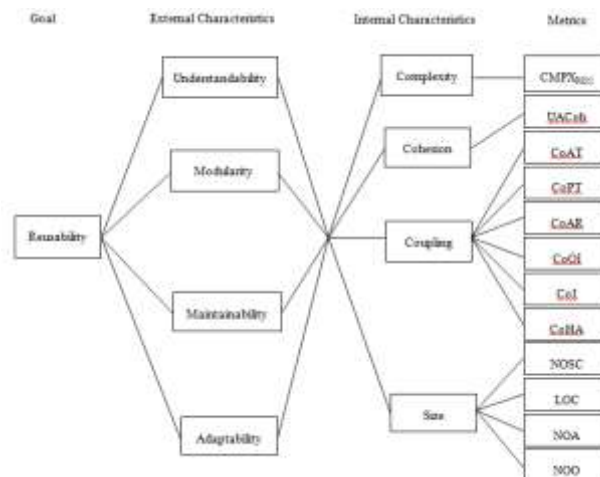 Goal External Characteristics Internal Characteristics Metrics
Understandability
Modularity
Reusability
Maintainability
Adaptability
Complexity
Cohesion
Coupling
Size
UACoh
CoAT
CoPT
CoAR
CoOI
CoI
CoHA
NOSC
LOC
NOA
NOO